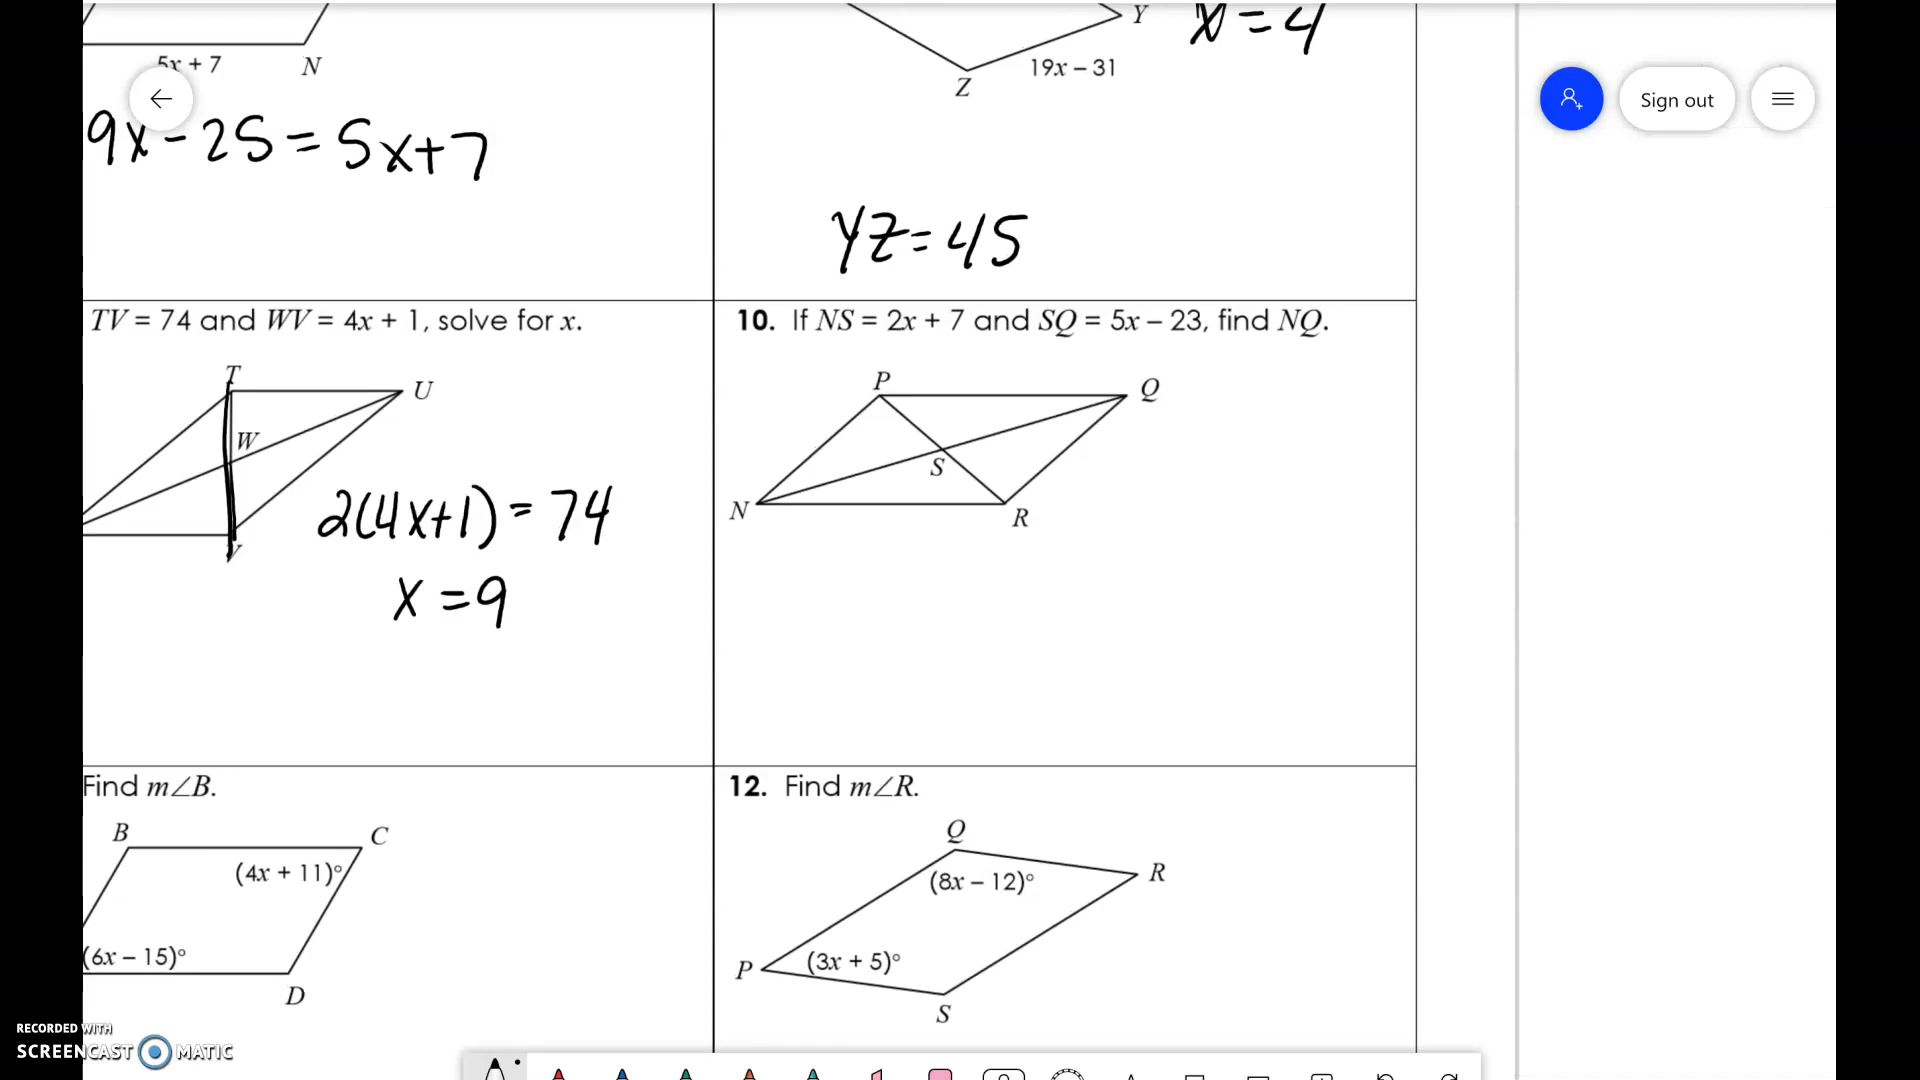 5x + 7
N
9x - 25 = 5x + 7
Y
x = 4
19x – 31
Z
YZ = 45
Sign out
TV = 74 and WV = 4x + 1, solve for x.
T
U
W
V
2(4x+1) = 74
x = 9
10. If NS = 2x + 7 and SQ = 5x – 23, find NQ.
P
Q
S
N
R
Find m∠B.
B
C
(4x + 11)°
(6x – 15)°
D
12. Find m∠R.
Q
R
(8x – 12)°
P
(3x + 5)°
S
RECORDED WITH
SCREENCAST MATIC